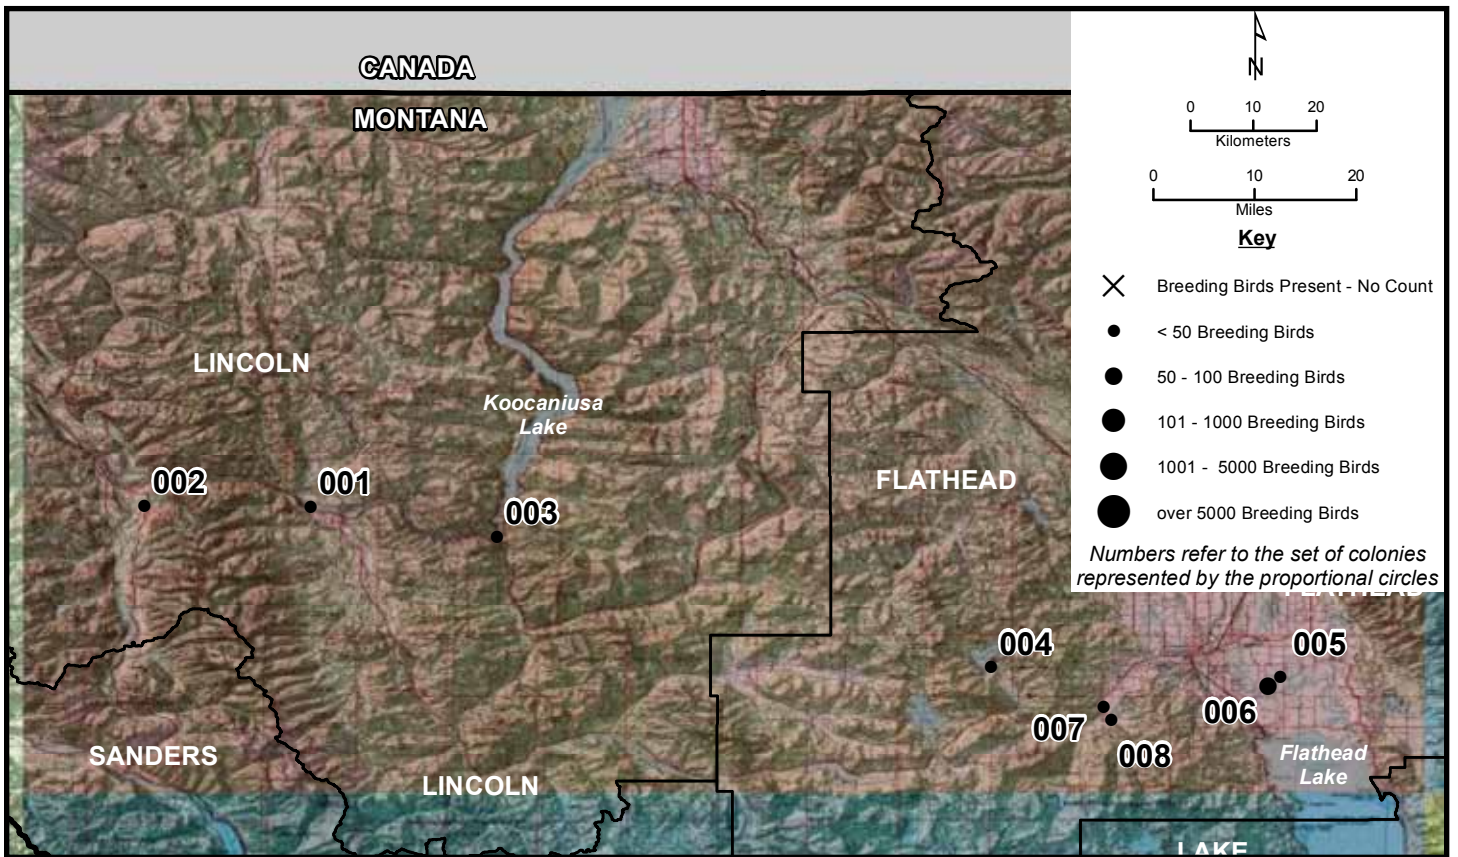 CANADA
MONTANA
N
0 10 20
Kilometers
0 10 20
Miles
Key
Breeding Birds Present - No Count
< 50 Breeding Birds
50 - 100 Breeding Birds
101 - 1000 Breeding Birds
1001 - 5000 Breeding Birds
over 5000 Breeding Birds
Numbers refer to the set of colonies
represented by the proportional circles
LINCOLN
Koocaniusa
Lake
002
001
003
FLATHEAD
FLATHEAD
004
005
006
007
008
SANDERS
LINCOLN
Flathead
Lake
LAKE